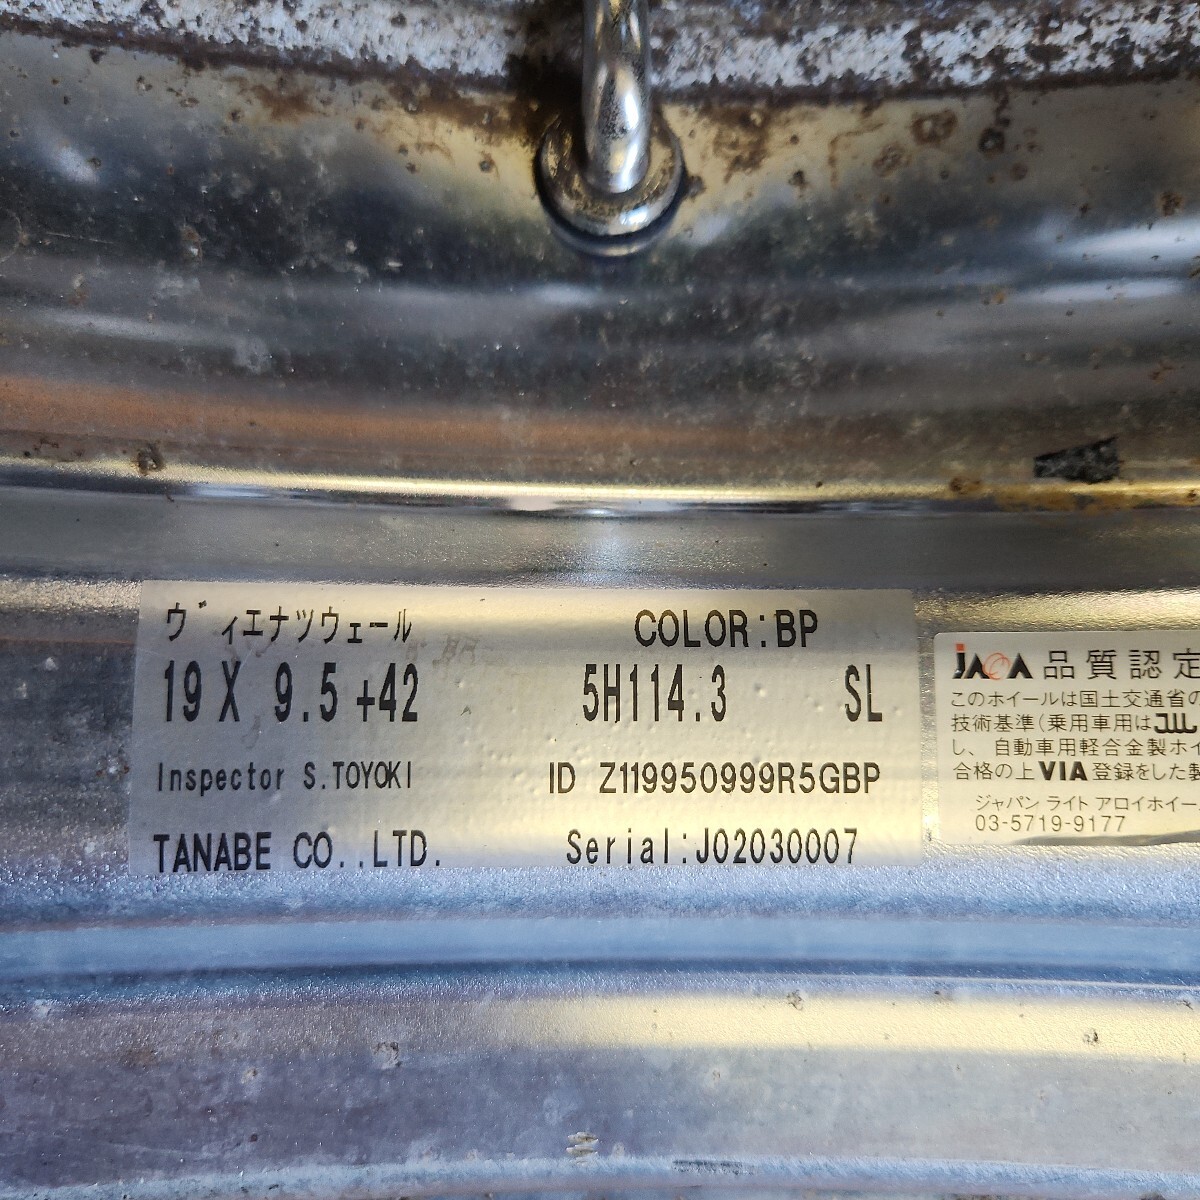 ヴィエナツヴェール COLOR:BP
19 X 9.5 +42 5H114.3 SL
Inspector S.TOYOKI ID Z119950999R5GBP
TANABE CO.,LTD. Serial:J02030007
JAWA 品質認定
このホイールは国土交通省の
技術基準(乗用車用はJWL
し、自動車用軽合金製ホイ
合格の上VIA登録をした製
ジャパン ライト アロイホイー
03-5719-9177